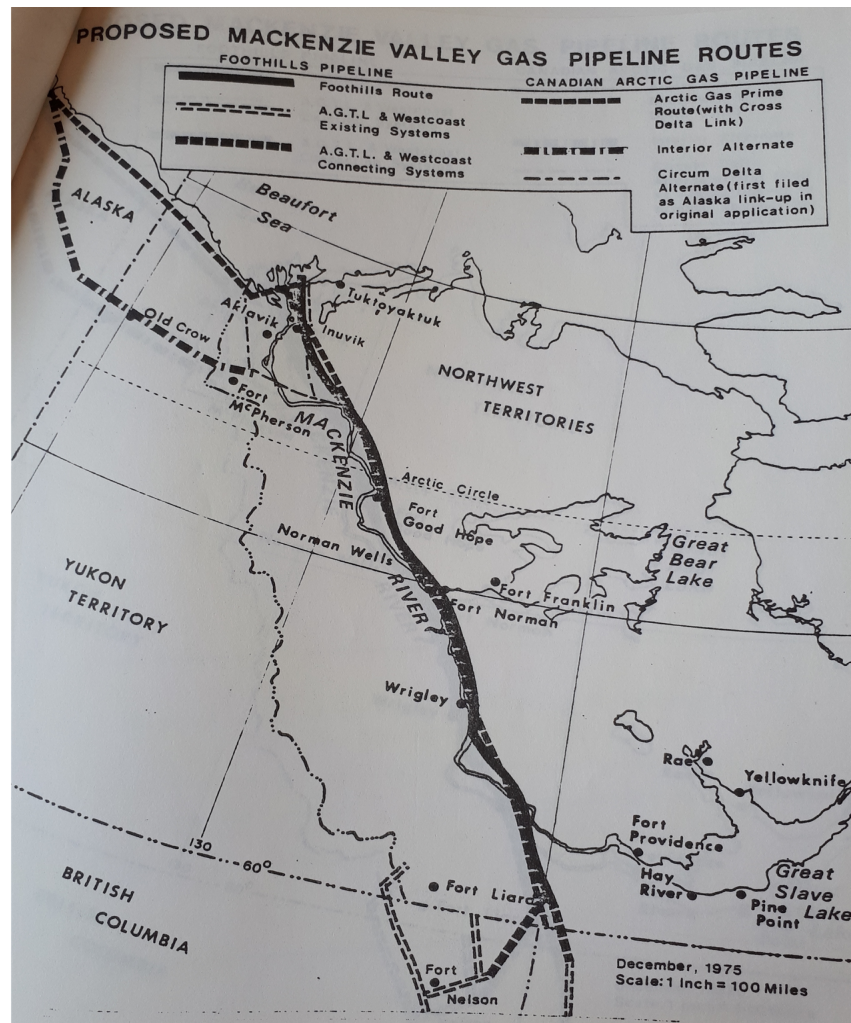 PROPOSED MACKENZIE VALLEY GAS PIPELINE ROUTES
FOOTHILLS PIPELINE
Foothills Route
A.G.T.L & Westcoast
Existing Systems
A.G.T.L. & Westcoast
Connecting Systems
CANADIAN ARCTIC GAS PIPELINE
Arctic Gas Prime
Route(with Cross
Delta Link)
Interior Alternate
Circum Delta
Alternate(first filed
as Alaska link-up in
original application)
Beaufort
Sea
ALASKA
Tuktoyaktuk
Aklavik
Inuvik
Old Crow
Fort
McPherson
NORTHWEST
TERRITORIES
MACKENZIE
RIVER
Arctic Circle
Fort
Good Hope
Norman Wells
Great
Bear
Lake
Fort Franklin
Fort Norman
YUKON
TERRITORY
Wrigley
Rae
Yellowknife
Fort
Providence
Hay
River
Great
Slave
Lake
Pine
Point
130
60°
BRITISH
COLUMBIA
Fort Liard
Fort
Nelson
December, 1975
Scale: 1 Inch = 100 Miles